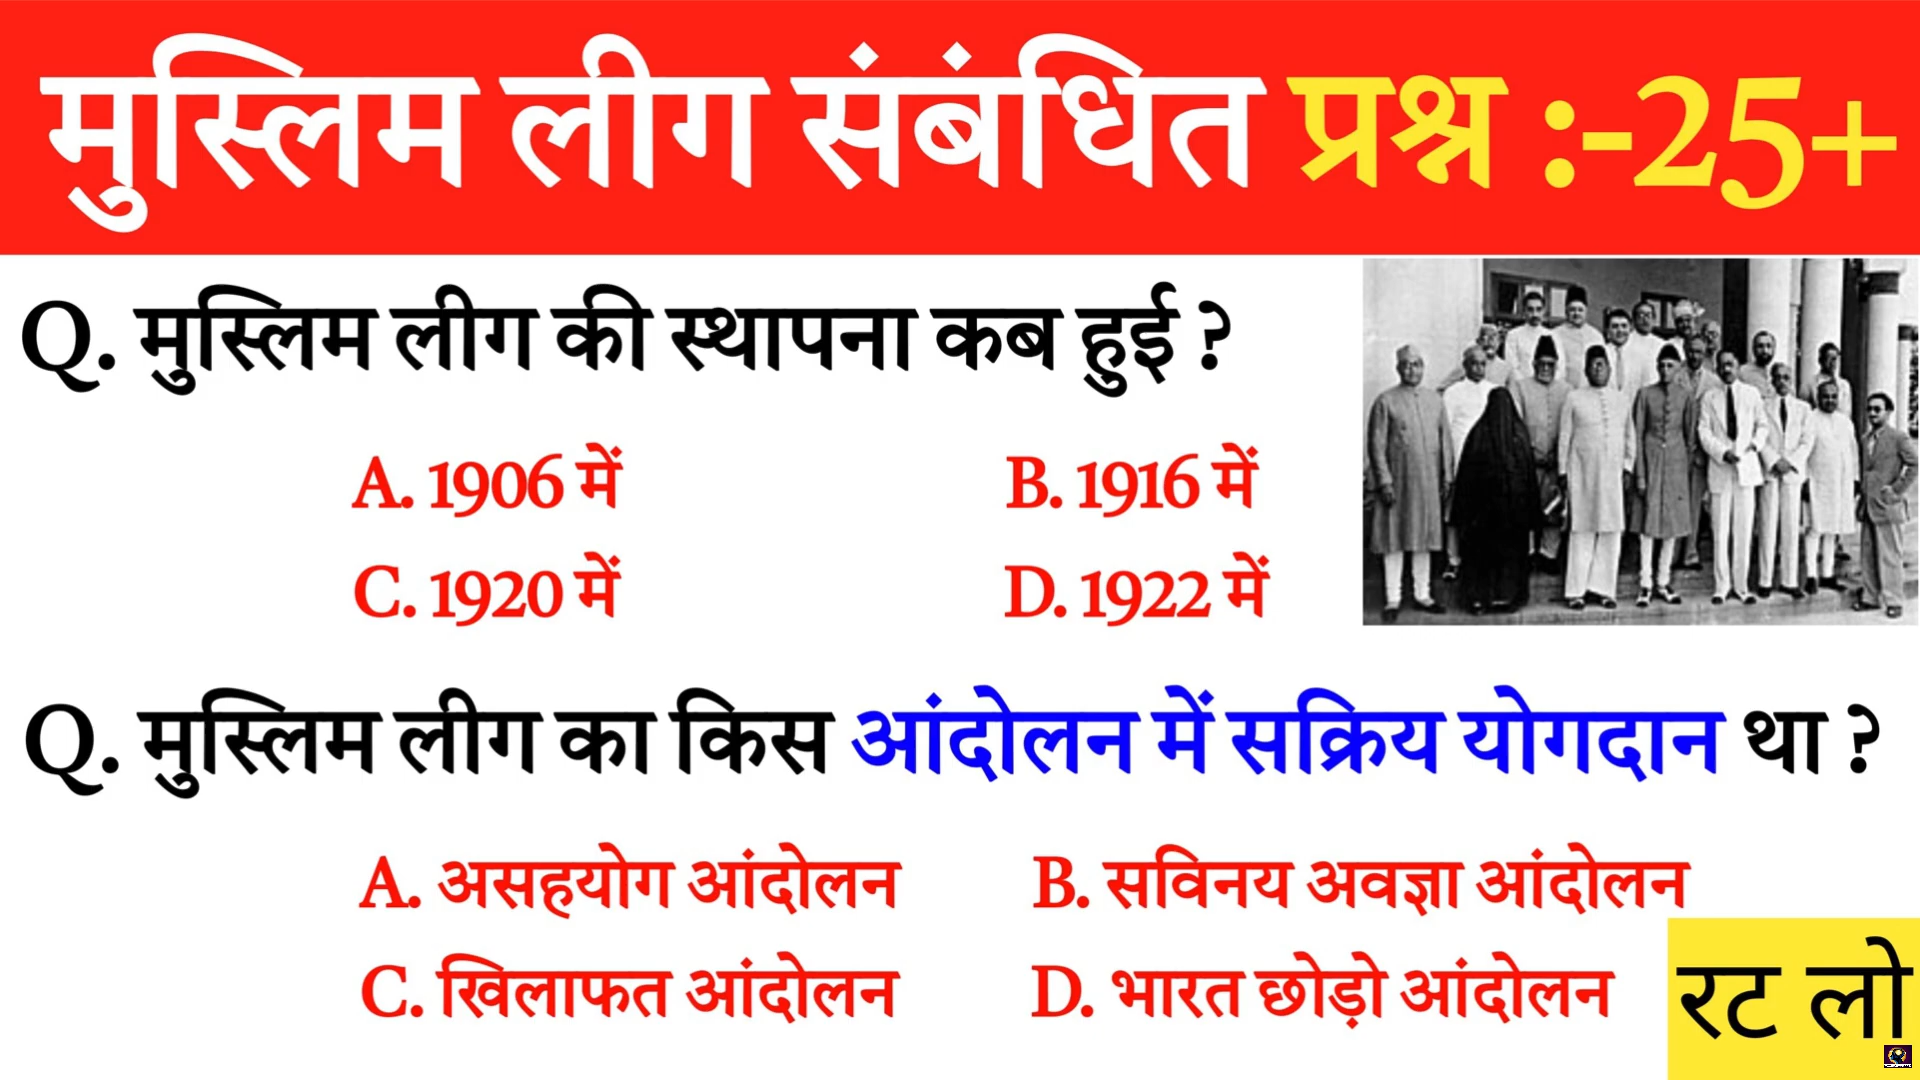 मुस्लिम लीग संबंधित प्रश्न :-25+
Q. मुस्लिम लीग की स्थापना कब हुई ?
A. 1906 में B. 1916 में
C. 1920 में D. 1922 में
Q. मुस्लिम लीग का किस आंदोलन में सक्रिय योगदान था ?
A. असहयोग आंदोलन B. सविनय अवज्ञा आंदोलन
C. खिलाफत आंदोलन D. भारत छोड़ो आंदोलन
रट लो